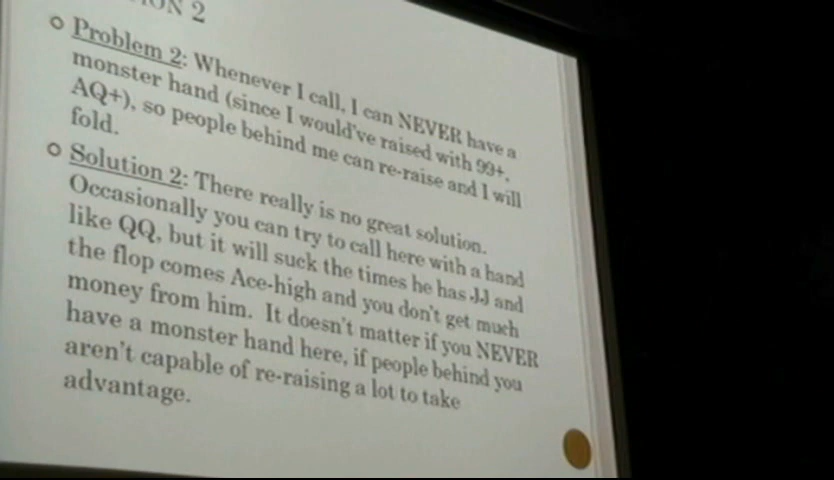 ION 2
Problem 2: Whenever I call, I can NEVER have a
monster hand (since I would've raised with 99+,
AQ+), so people behind me can re-raise and I will
fold.
Solution 2: There really is no great solution.
Occasionally you can try to call here with a hand
like QQ, but it will suck the times he has JJ and
the flop comes Ace-high and you don't get much
money from him. It doesn't matter if you NEVER
have a monster hand here, if people behind you
aren't capable of re-raising a lot to take
advantage.